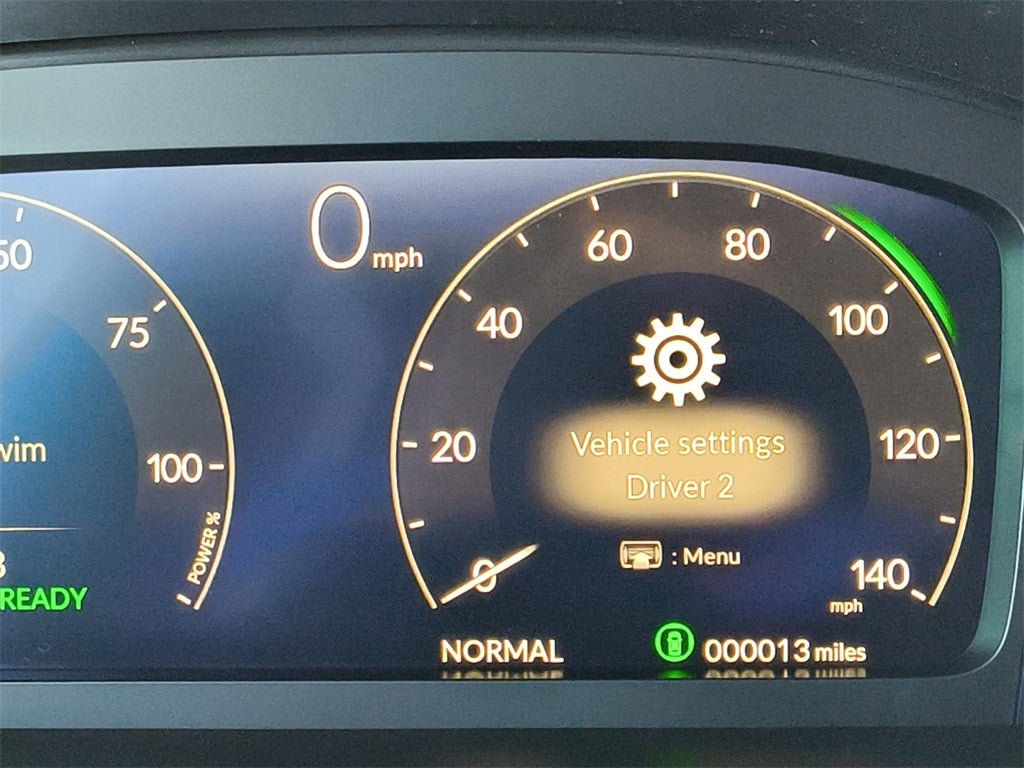 0 mph
50
75
100
POWER %
READY
0
20
40
60
80
100
120
140
mph
Vehicle settings
Driver 2
: Menu
NORMAL
000013 miles